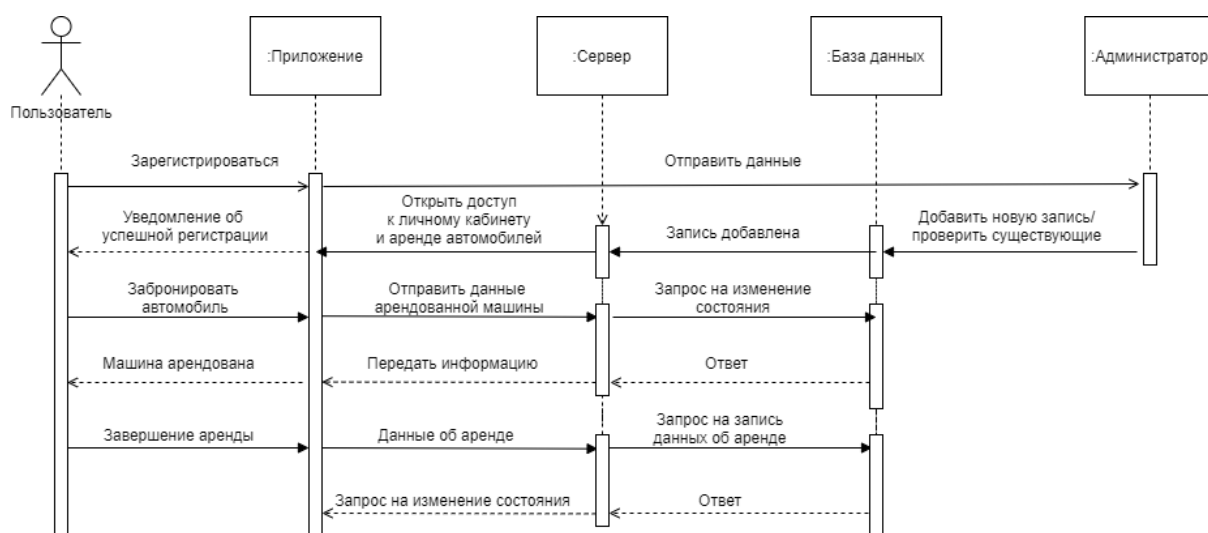 :Приложение
:Сервер
:База данных
:Администратор
Пользователь
Зарегистрироваться
Отправить данные
Открыть доступ
к личному кабинету
и аренде автомобилей
Уведомление об
успешной регистрации
Запись добавлена
Добавить новую запись/
проверить существующие
Забронировать
автомобиль
Отправить данные
арендованной машины
Запрос на изменение
состояния
Машина арендована
Передать информацию
Ответ
Завершение аренды
Данные об аренде
Запрос на запись
данных об аренде
Запрос на изменение состояния
Ответ